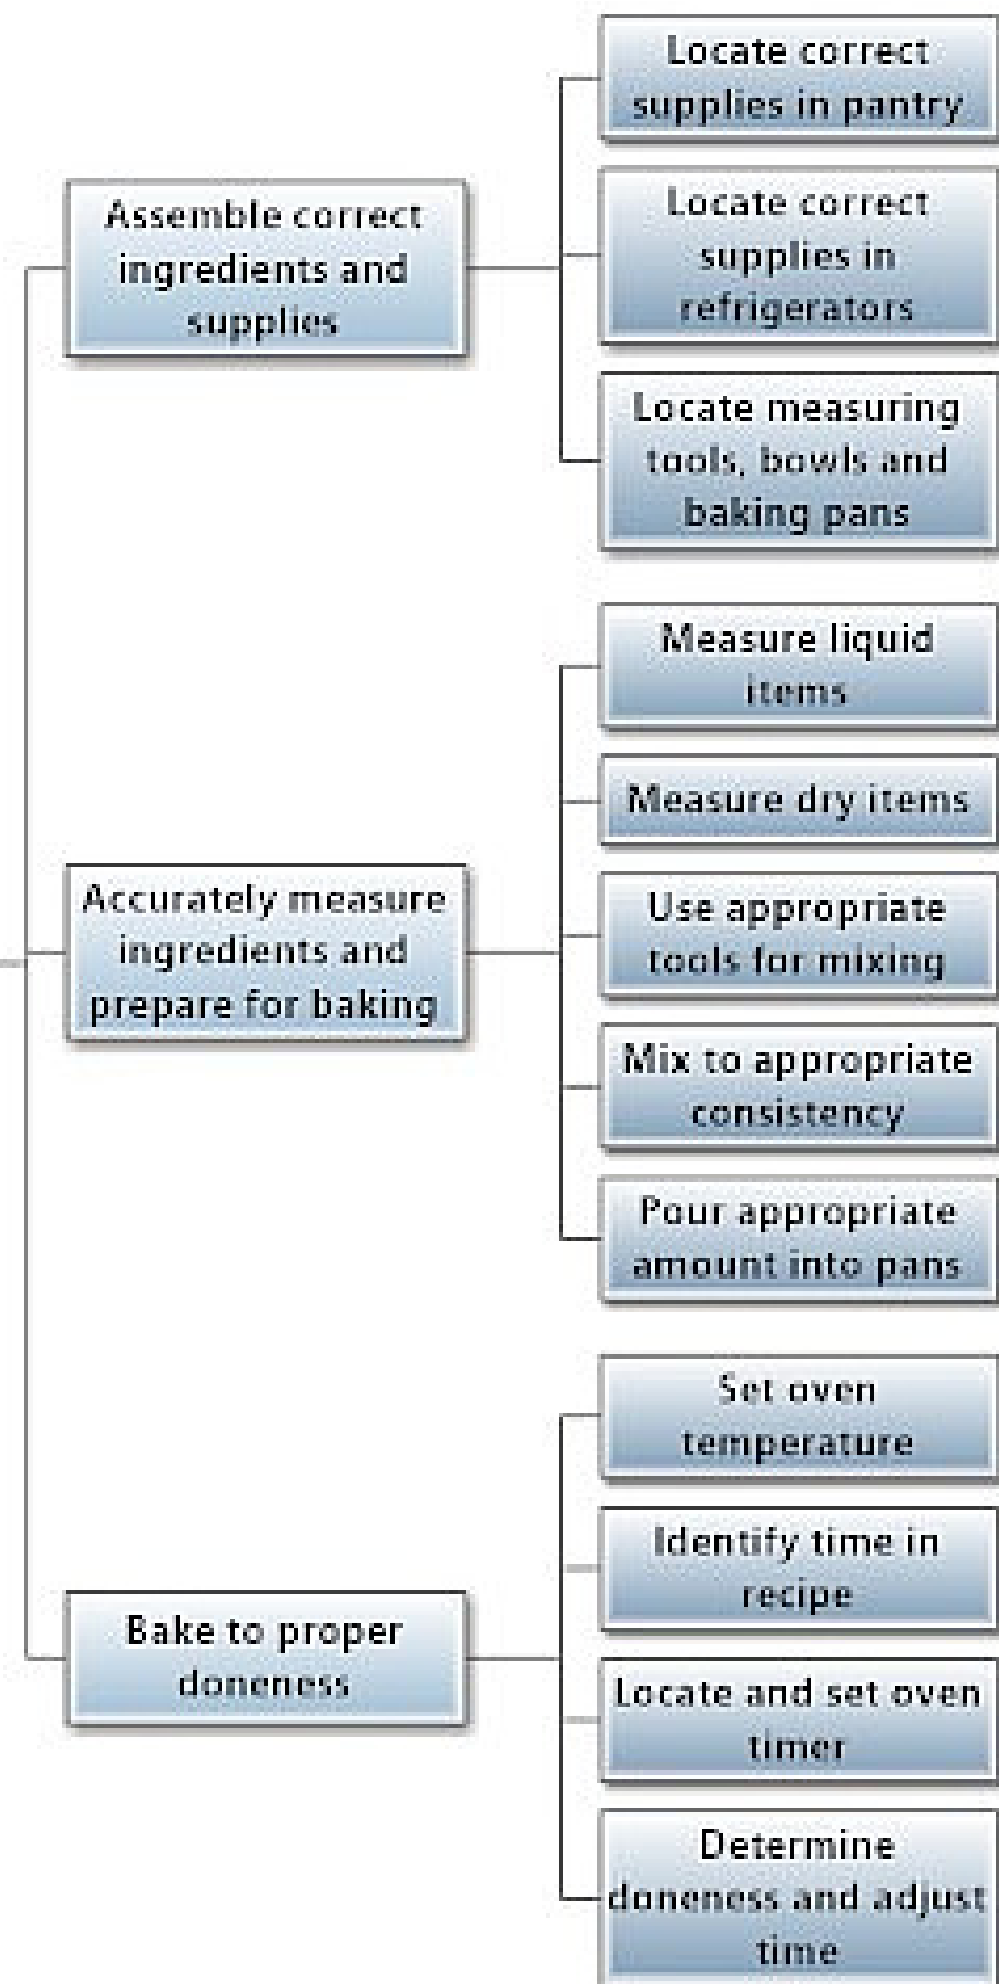 Assemble correct
ingredients and
supplies
Locate correct
supplies in pantry
Locate correct
supplies in
refrigerators
Locate measuring
tools, bowls and
baking pans
Accurately measure
ingredients and
prepare for baking
Measure liquid
items
Measure dry items
Use appropriate
tools for mixing
Mix to appropriate
consistency
Pour appropriate
amount into pans
Bake to proper
doneness
Set oven
temperature
Identify time in
recipe
Locate and set oven
timer
Determine
doneness and adjust
time